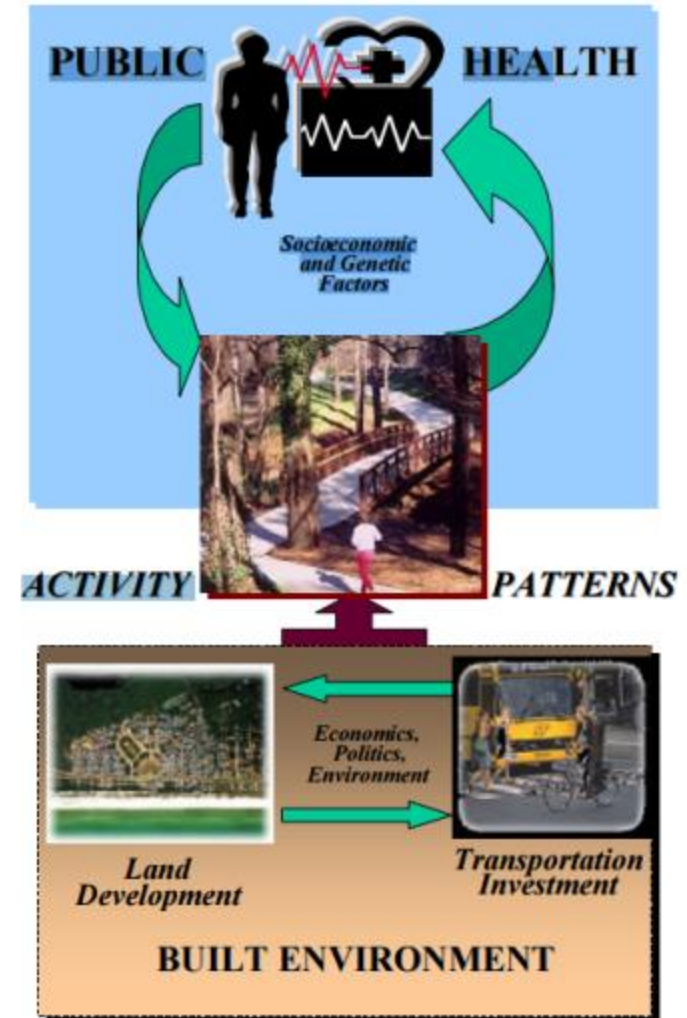 PUBLIC HEALTH
Socioeconomic
and Genetic
Factors
ACTIVITY PATTERNS
Economics,
Politics,
Environment
Land
Development
Transportation
Investment
BUILT ENVIRONMENT